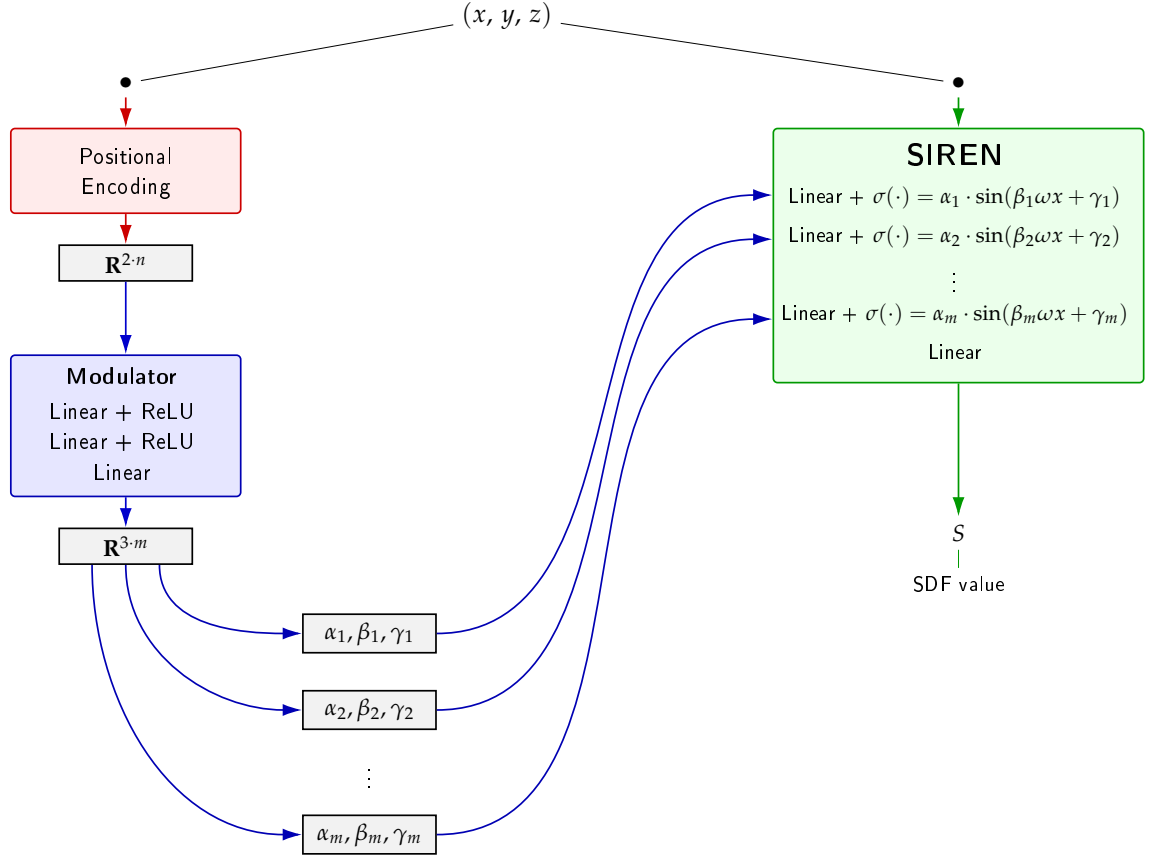 (x, y, z)
Positional
Encoding
R^{2·n}
Modulator
Linear + ReLU
Linear + ReLU
Linear
R^{3·m}
α₁, β₁, γ₁
α₂, β₂, γ₂
⋮
αₘ, βₘ, γₘ
SIREN
Linear + σ(·) = α₁ · sin(β₁ωx + γ₁)
Linear + σ(·) = α₂ · sin(β₂ωx + γ₂)
⋮
Linear + σ(·) = αₘ · sin(βₘωx + γₘ)
Linear
S
SDF value